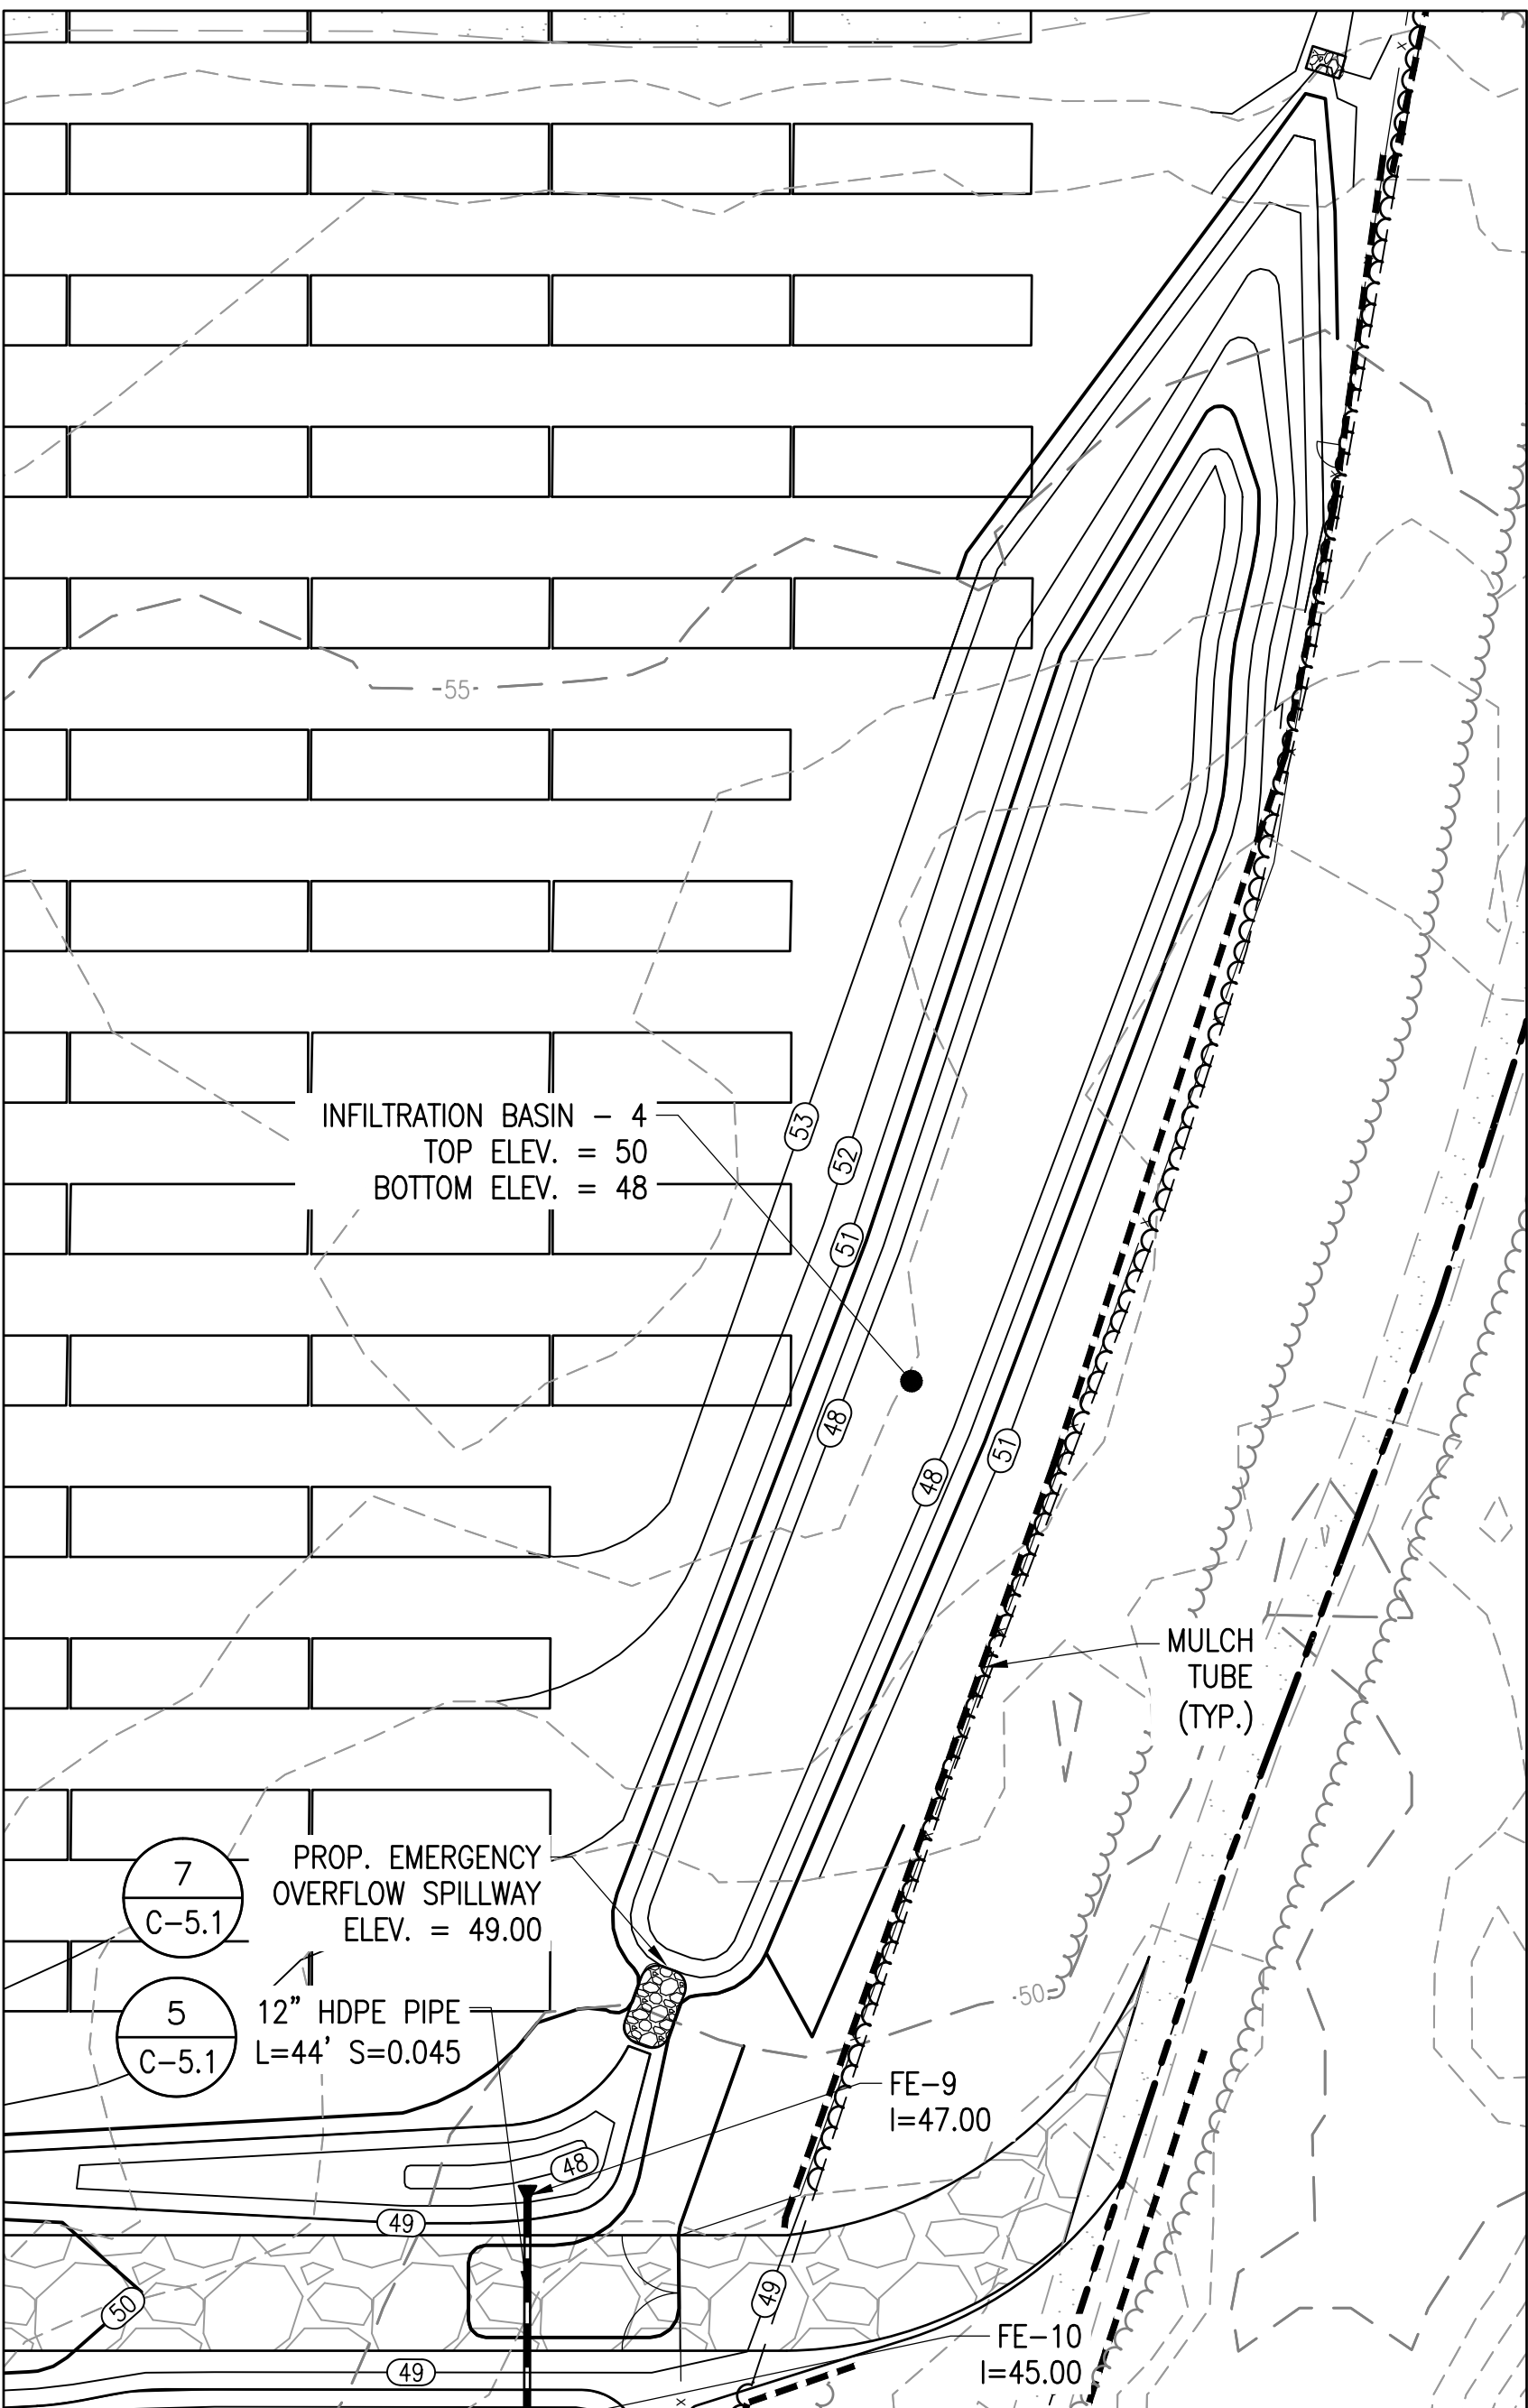 -55-
53
52
INFILTRATION BASIN - 4
TOP ELEV. = 50
BOTTOM ELEV. = 48
51
48
51
48
MULCH
TUBE
(TYP.)
7
C-5.1
PROP. EMERGENCY
OVERFLOW SPILLWAY
ELEV. = 49.00
5
C-5.1
12" HDPE PIPE
L=44' S=0.045
-50-
FE-9
I=47.00
48
49
50
49
FE-10
I=45.00
49